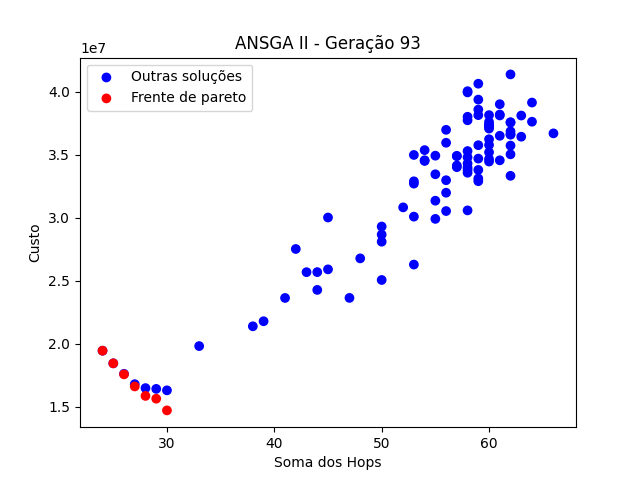 ANSGA II - Geração 93
1e7
Outras soluções
Frente de pareto
4.0
3.5
3.0
2.5
2.0
1.5
Custo
30
40
50
60
Soma dos Hops